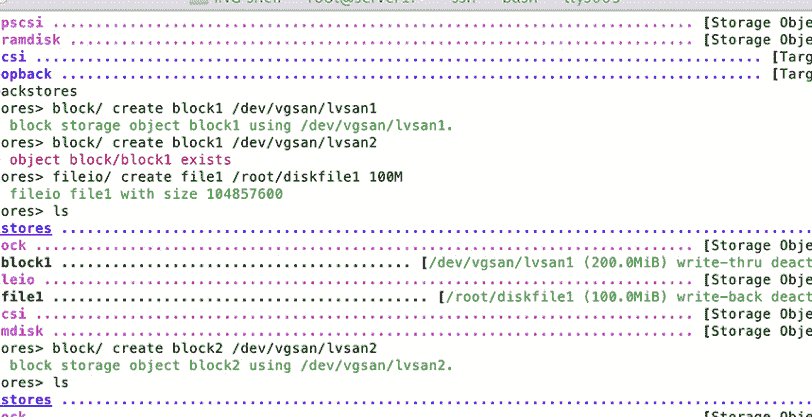 pscsi .......................................................................... [Storage Obje
ramdisk ........................................................................ [Storage Obje
csi .................................................................................... [Targ
opback ................................................................................. [Targ
ackstores
ores> block/ create block1 /dev/vgsan/lvsan1
block storage object block1 using /dev/vgsan/lvsan1.
ores> block/ create block1 /dev/vgsan/lvsan2
object block/block1 exists
ores> fileio/ create file1 /root/diskfile1 100M
fileio file1 with size 104857600
ores> ls
stores ..........................................................................................
ock ............................................................................ [Storage Obje
block1 ......................................... [/dev/vgsan/lvsan1 (200.0MiB) write-thru deact
leio ........................................................................... [Storage Obje
file1 ............................................ [/root/diskfile1 (100.0MiB) write-back deact
csi ............................................................................ [Storage Obje
mdisk .......................................................................... [Storage Obje
ores> block/ create block2 /dev/vgsan/lvsan2
block storage object block2 using /dev/vgsan/lvsan2.
ores> ls
stores ..........................................................................................